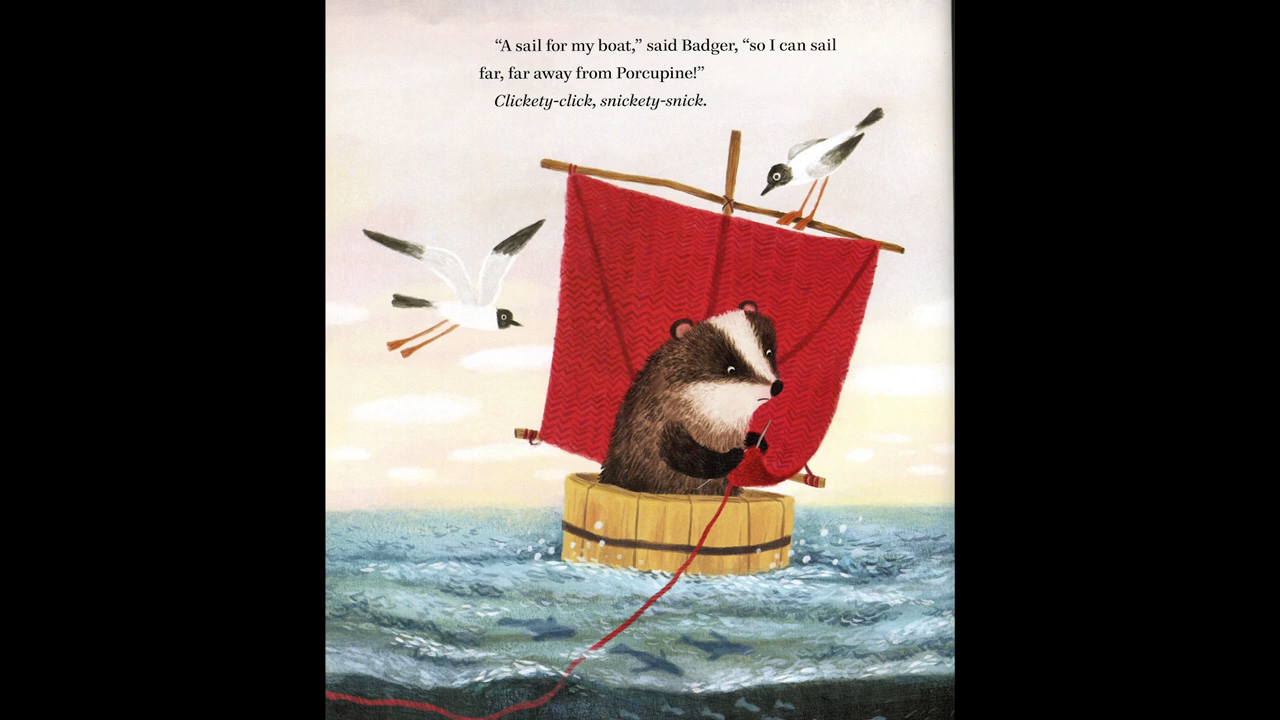 “A sail for my boat,” said Badger, “so I can sail
far, far away from Porcupine!”
Clickety-click, snickety-snick.